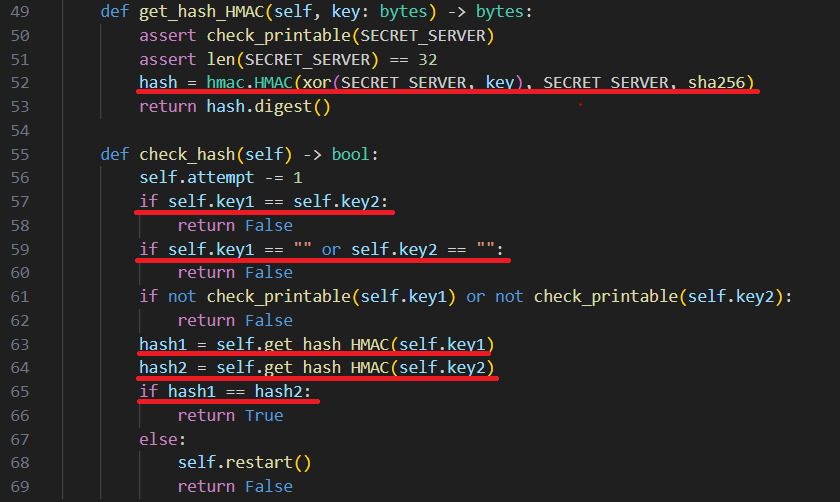 49 def get_hash_HMAC(self, key: bytes) -> bytes:
50 assert check_printable(SECRET_SERVER)
51 assert len(SECRET_SERVER) == 32
52 hash = hmac.HMAC(xor(SECRET_SERVER, key), SECRET_SERVER, sha256)
53 return hash.digest()
54
55 def check_hash(self) -> bool:
56 self.attempt -= 1
57 if self.key1 == self.key2:
58 return False
59 if self.key1 == "" or self.key2 == "":
60 return False
61 if not check_printable(self.key1) or not check_printable(self.key2):
62 return False
63 hash1 = self.get_hash_HMAC(self.key1)
64 hash2 = self.get_hash_HMAC(self.key2)
65 if hash1 == hash2:
66 return True
67 else:
68 self.restart()
69 return False